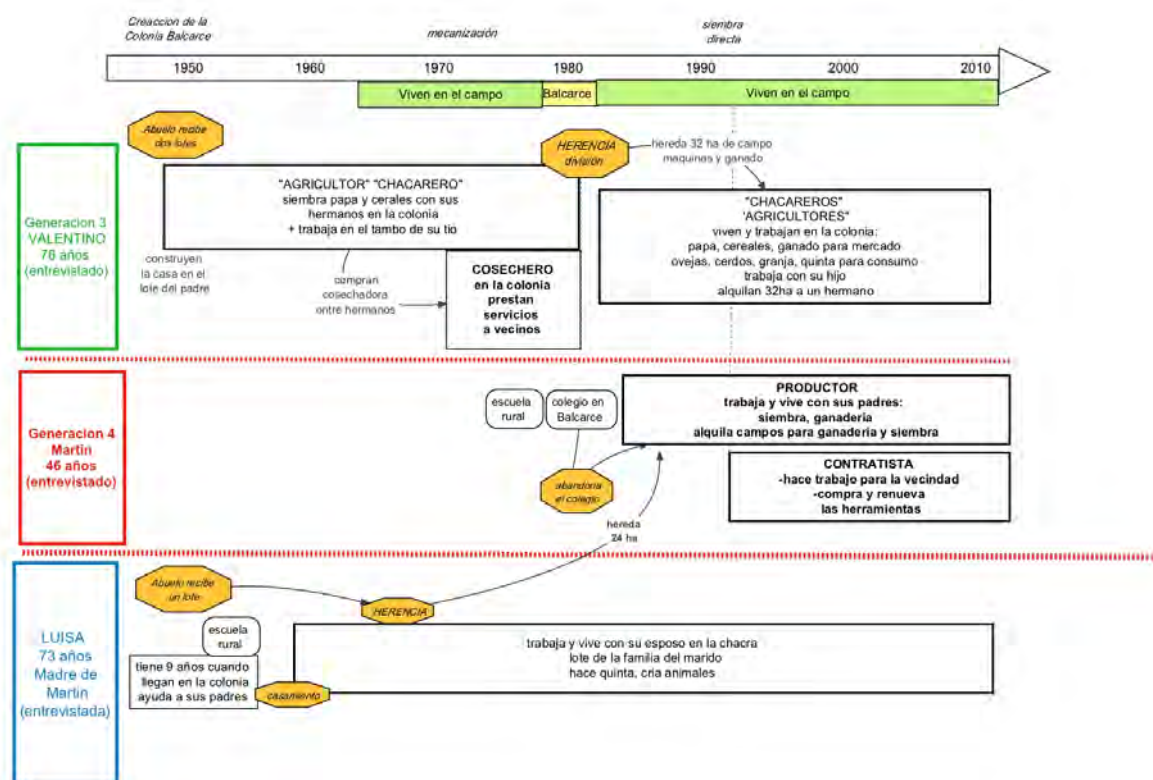 Creaccion de la
Colonia Balcarce
mecanización
siembra
directa
1950
1960
1970
1980
1990
2000
2010
Viven en el campo
Balcarce
Viven en el campo
Abuelo recibe
dos lotes
HERENCIA
división
hereda 32 ha de campo
maquinas y ganado
Generacion 3
VALENTINO
76 años
(entrevistado)
"AGRICULTOR" "CHACARERO"
siembra papa y cerales con sus
hermanos en la colonia
+ trabaja en el tambo de su tio
"CHACAREROS"
'AGRICULTORES"
viven y trabajan en la colonia:
papa, cereales, ganado para mercado
ovejas, cerdos, granja, quinta para consumo
trabaja con su hijo
alquilan 32ha a un hermano
construyen
la casa en el
lote del padre
compran
cosechadora
entre hermanos
COSECHERO
en la colonia
prestan
servicios
a vecinos
Generacion 4
Martin
46 años
(entrevistado)
escuela
rural
colegio en
Balcarce
PRODUCTOR
trabaja y vive con sus padres:
siembra, ganaderia
alquila campos para ganaderia y siembra
abandona
el colegio
CONTRATISTA
-hace trabajo para la vecindad
-compra y renueva
las herramientas
hereda
24 ha
LUISA
73 años
Madre de
Martin
(entrevistada)
Abuelo recibe
un lote
HERENCIA
escuela
rural
tiene 9 años cuando
llegan en la colonia
ayuda a sus padres
casamiento
trabaja y vive con su esposo en la chacra
lote de la familia del marido
hace quinta, cria animales